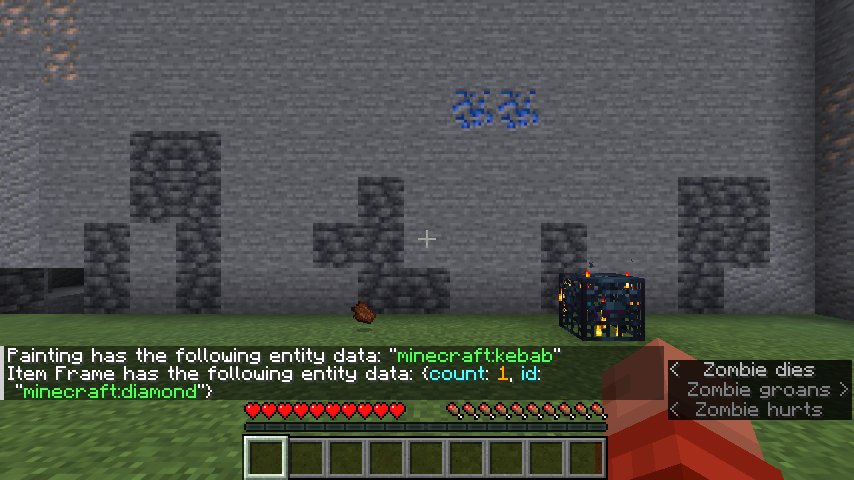 Painting has the following entity data: "minecraft:kebab"
Item Frame has the following entity data: {count: 1, id:
"minecraft:diamond"}
< Zombie dies
Zombie groans >
< Zombie hurts